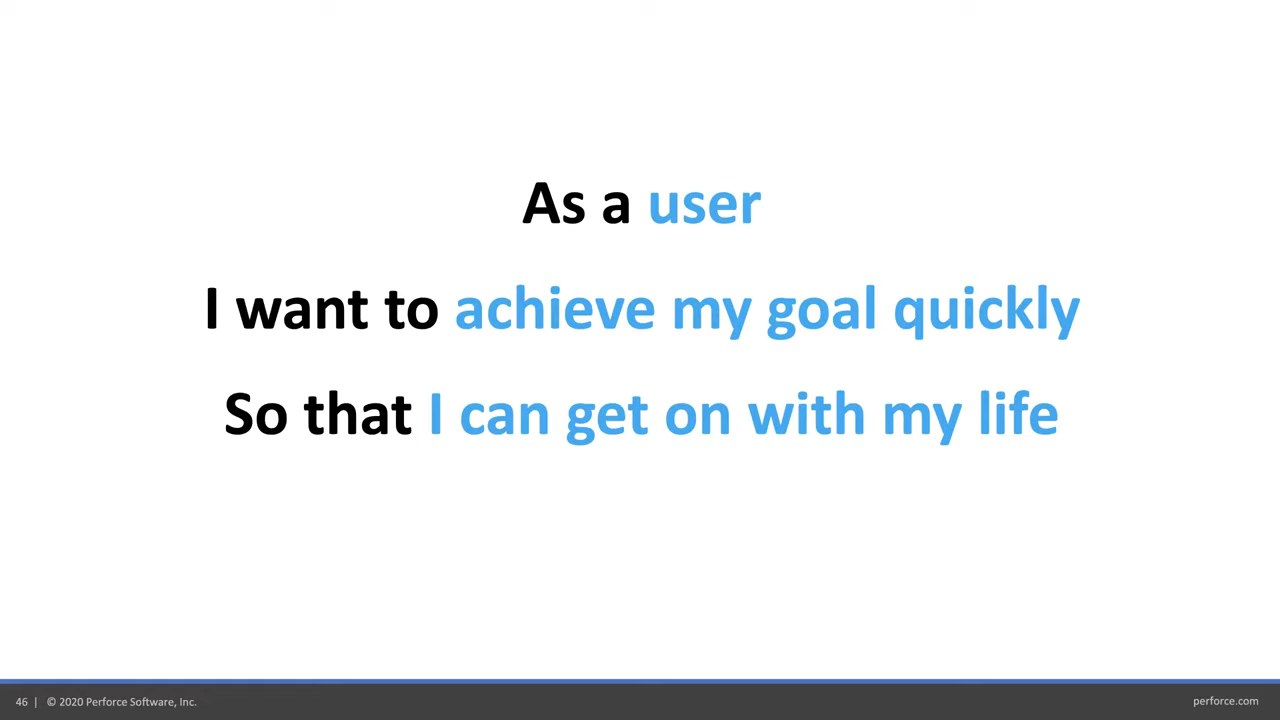 As a user
I want to achieve my goal quickly
So that I can get on with my life
46 | © 2020 Perforce Software, Inc.
perforce.com